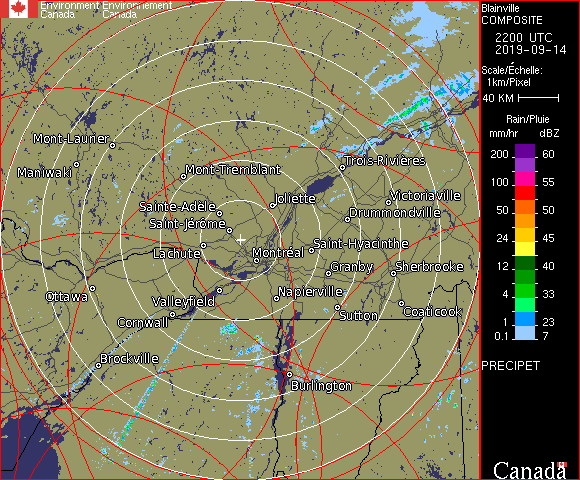 Environment Environnement
Canada Canada
Blainville
COMPOSITE
2200 UTC
2019-09-14
Scale/Échelle:
1km/Pixel
40 KM
Rain/Pluie
mm/hr dBZ
200 60
100 55
50 50
24 45
12 40
4 33
1 23
0.1 7
PRECIPET
Canada
Mont-Laurier
Maniwaki
Mont-Tremblant
Trois-Rivières
Sainte-Adèle
Joliette
Victoriaville
Drummondville
Saint-Jérôme
Lachute
Montréal
Saint-Hyacinthe
Granby
Sherbrooke
Ottawa
Valleyfield
Napierville
Coaticook
Cornwall
Sutton
Brockville
Burlington